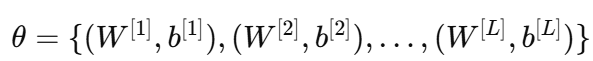 θ = {(W^{[1]}, b^{[1]}), (W^{[2]}, b^{[2]}), . . . , (W^{[L]}, b^{[L]})}